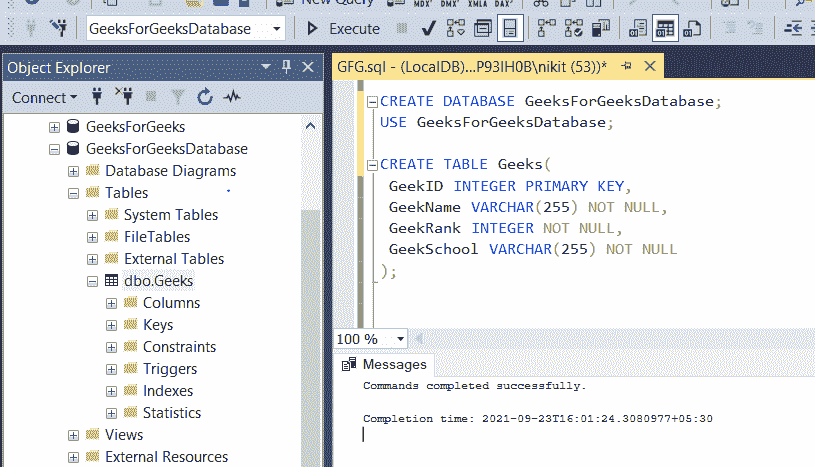 New Query
MDX
DMX
XMLA
DAX
GeeksForGeeksDatabase
Execute
Object Explorer
Connect
GeeksForGeeks
GeeksForGeeksDatabase
Database Diagrams
Tables
System Tables
FileTables
External Tables
dbo.Geeks
Columns
Keys
Constraints
Triggers
Indexes
Statistics
Views
External Resources
GFG.sql - (LocalDB)...P93IH0B\nikit (53))*
CREATE DATABASE GeeksForGeeksDatabase;
USE GeeksForGeeksDatabase;
CREATE TABLE Geeks(
GeekID INTEGER PRIMARY KEY,
GeekName VARCHAR(255) NOT NULL,
GeekRank INTEGER NOT NULL,
GeekSchool VARCHAR(255) NOT NULL
);
100 %
Messages
Commands completed successfully.
Completion time: 2021-09-23T16:01:24.3080977+05:30